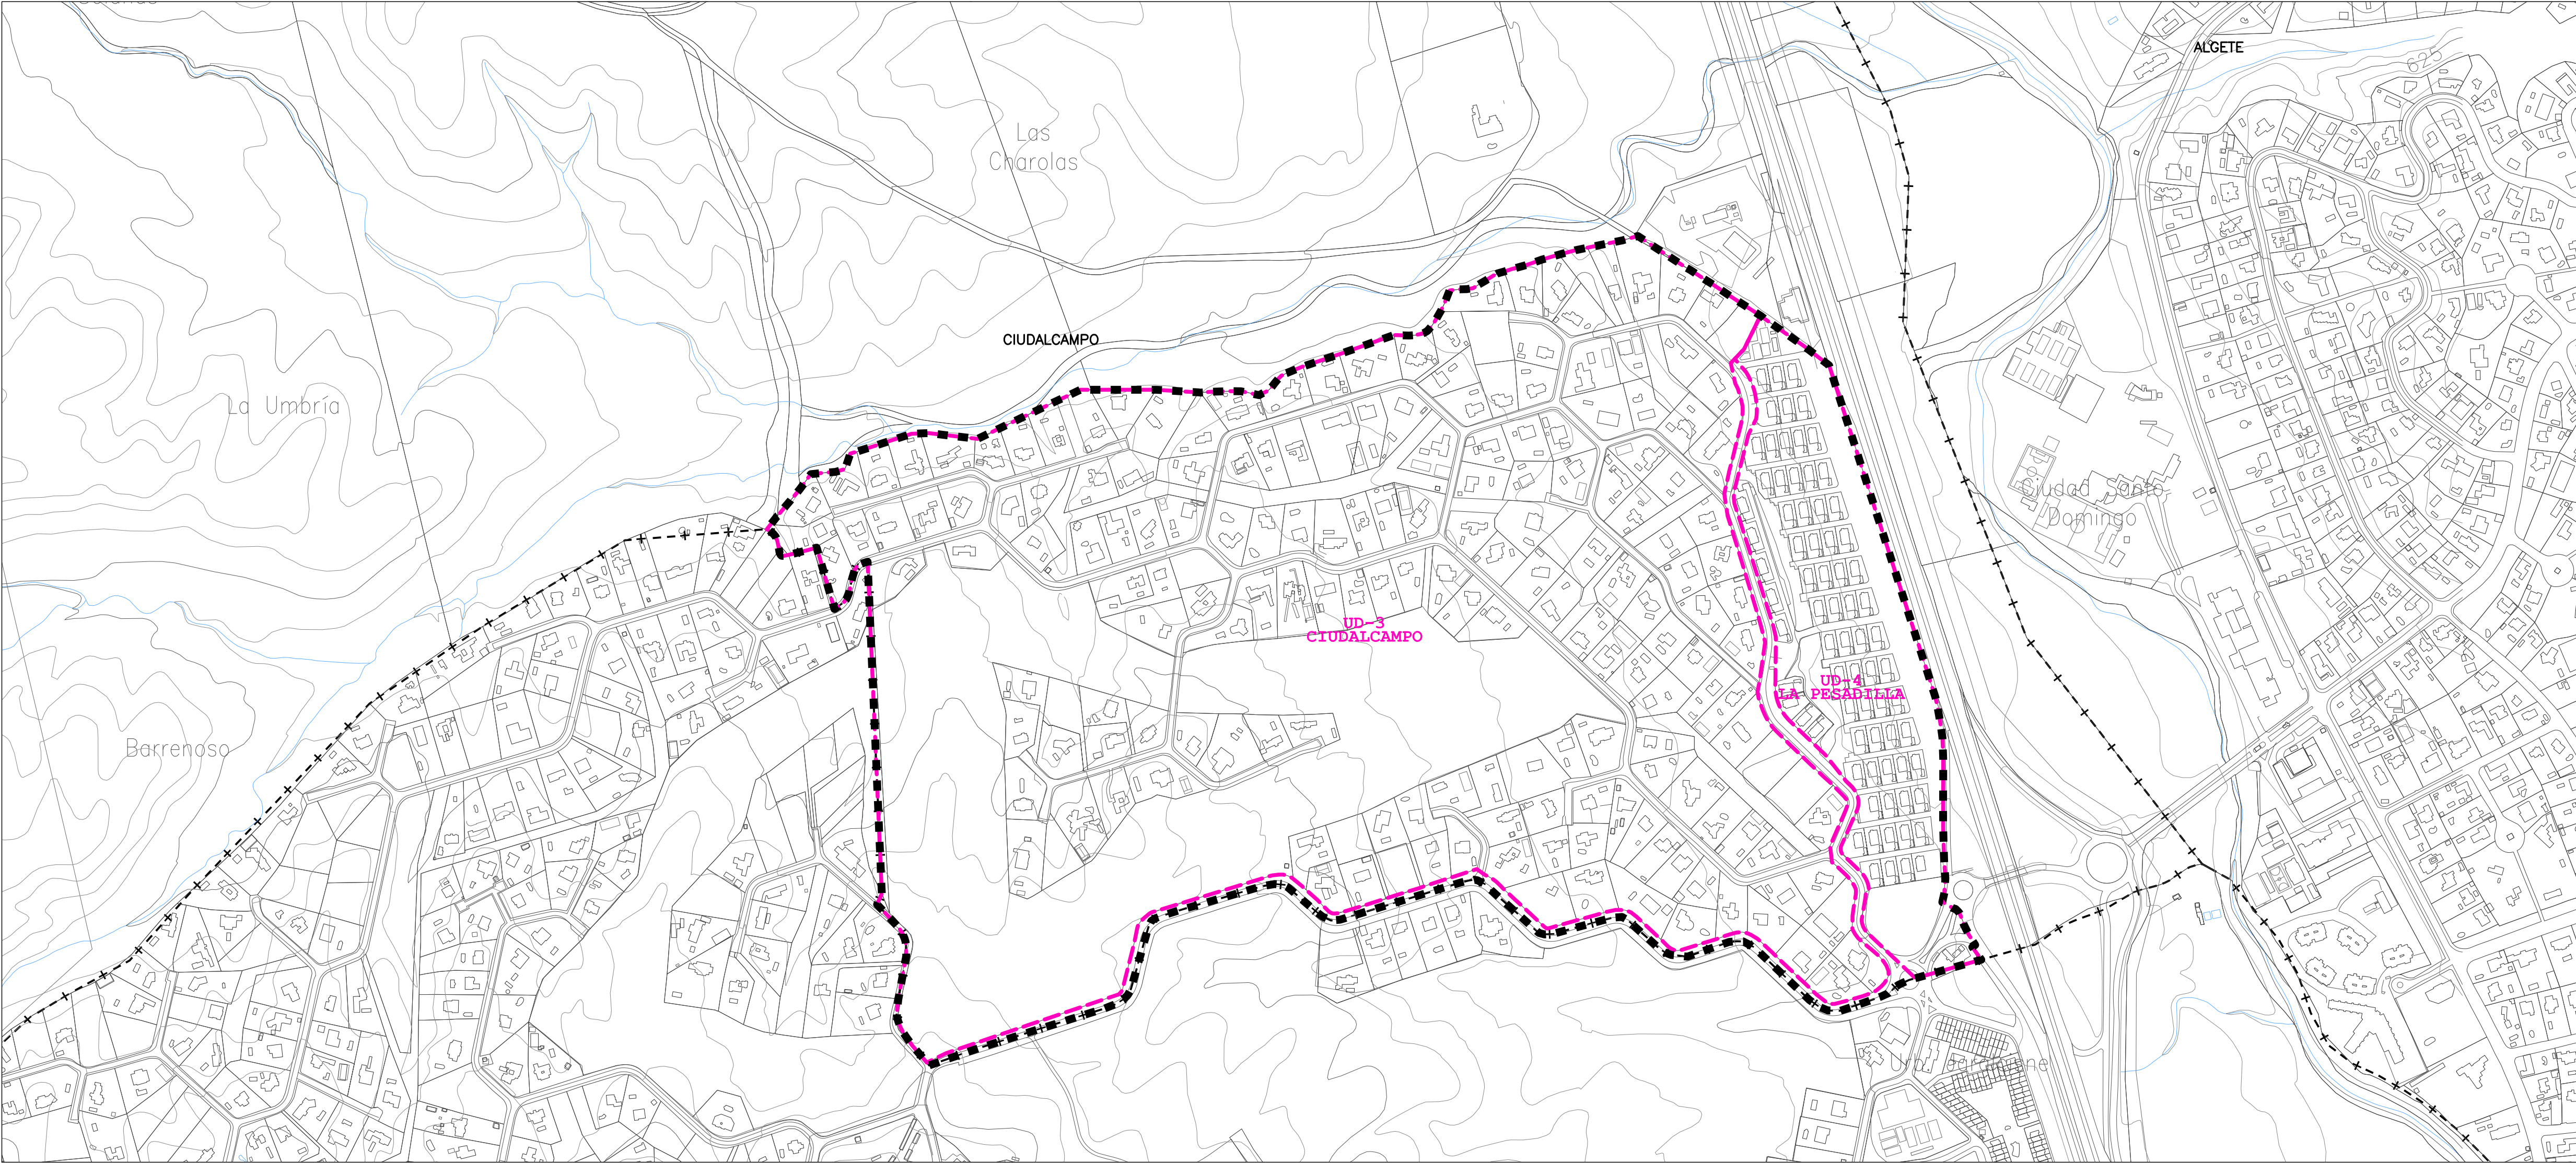 ALGETE
625
Las
Charolas
CIUDALCAMPO
La Umbría
Ciudad Santo
Domingo
UD-3
CIUDALCAMPO
UD-4
LA PESADILLA
Barrenoso